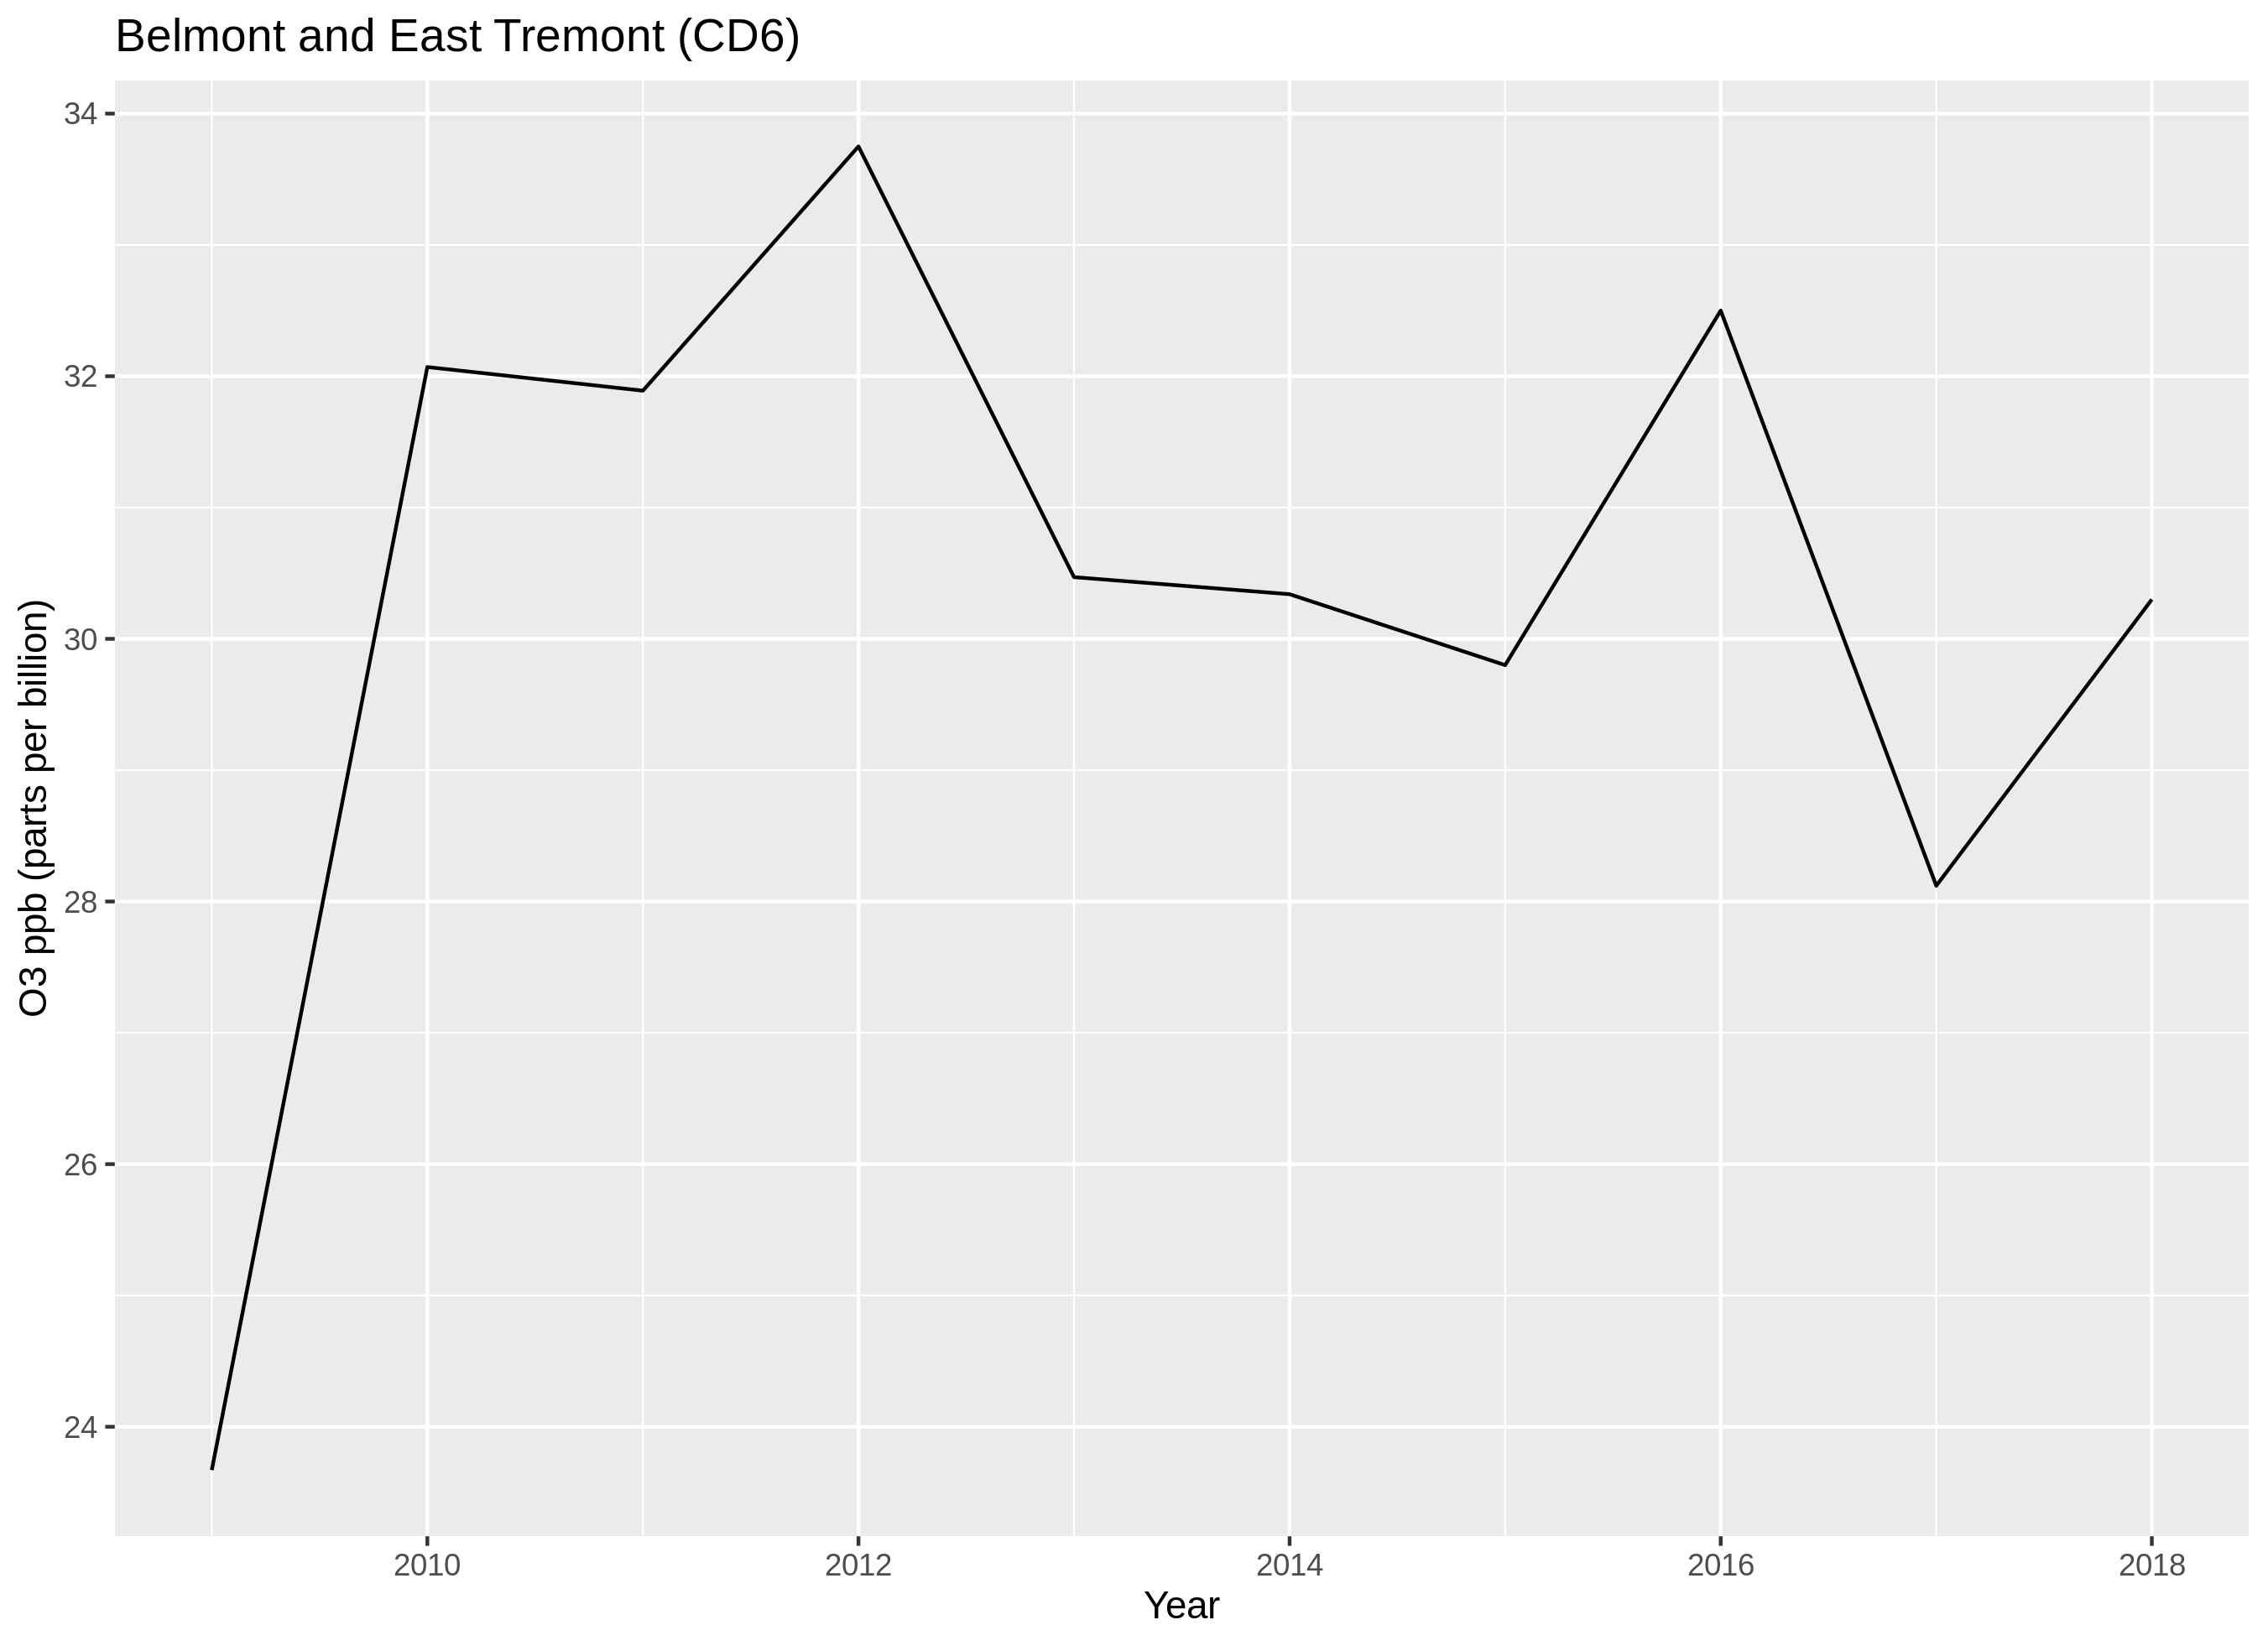 Belmont and East Tremont (CD6)
O3 ppb (parts per billion)
34
32
30
28
26
24
2010 2012 2014 2016 2018
Year